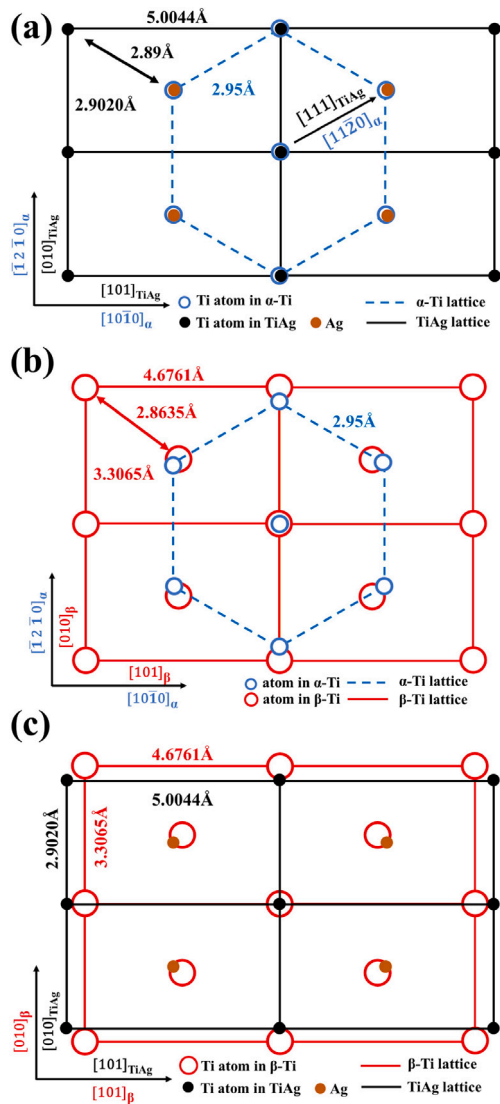 (a)
5.0044Å
2.89Å
2.9020Å
2.95Å
[111]TiAg
[112̄0]α
[1̄21̄0]α
[010]TiAg
[101]TiAg
[101̄0]α
Ti atom in α-Ti
α-Ti lattice
Ti atom in TiAg
Ag
TiAg lattice
(b)
4.6761Å
2.8635Å
2.95Å
3.3065Å
[1̄21̄0]α
[010]β
[101]β
[101̄0]α
atom in α-Ti
α-Ti lattice
atom in β-Ti
β-Ti lattice
(c)
4.6761Å
5.0044Å
2.9020Å
3.3065Å
[010]β
[010]TiAg
[101]TiAg
[101]β
Ti atom in β-Ti
β-Ti lattice
Ti atom in TiAg
Ag
TiAg lattice